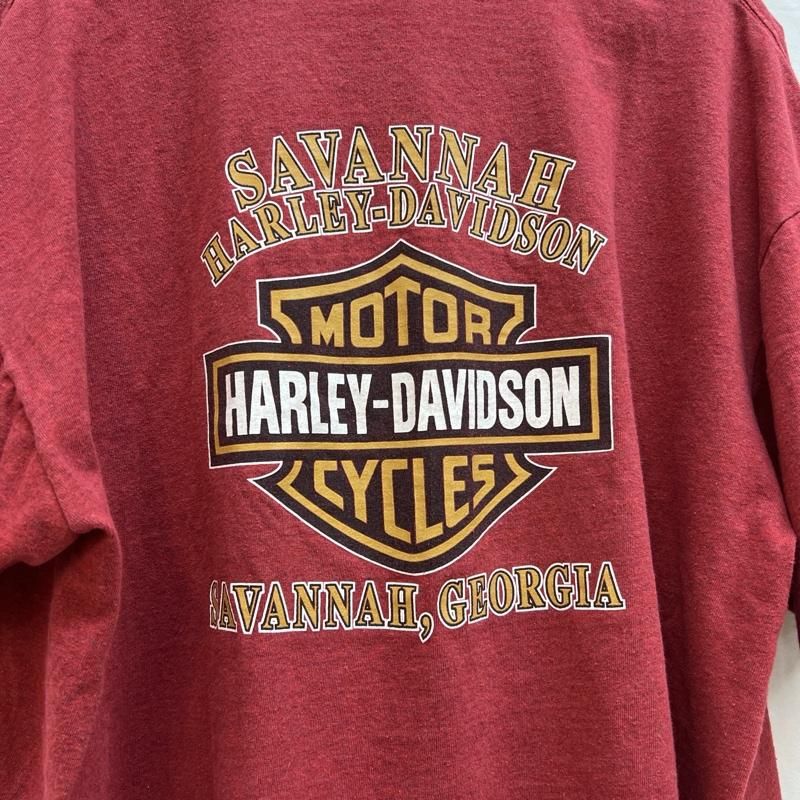 SAVANNAH
HARLEY-DAVIDSON
MOTOR
HARLEY-DAVIDSON
CYCLES
SAVANNAH, GEORGIA